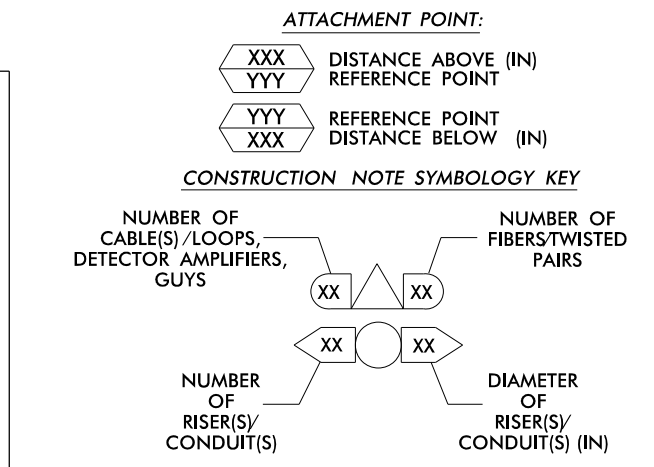 ATTACHMENT POINT:
XXX
YYY
DISTANCE ABOVE (IN)
REFERENCE POINT
YYY
XXX
REFERENCE POINT
DISTANCE BELOW (IN)
CONSTRUCTION NOTE SYMBOLOGY KEY
NUMBER OF
CABLE(S)/LOOPS,
DETECTOR AMPLIFIERS,
GUYS
NUMBER OF
FIBERS/TWISTED
PAIRS
XX
XX
XX
XX
NUMBER
OF
RISER(S)/
CONDUIT(S)
DIAMETER
OF
RISER(S)/
CONDUIT(S) (IN)